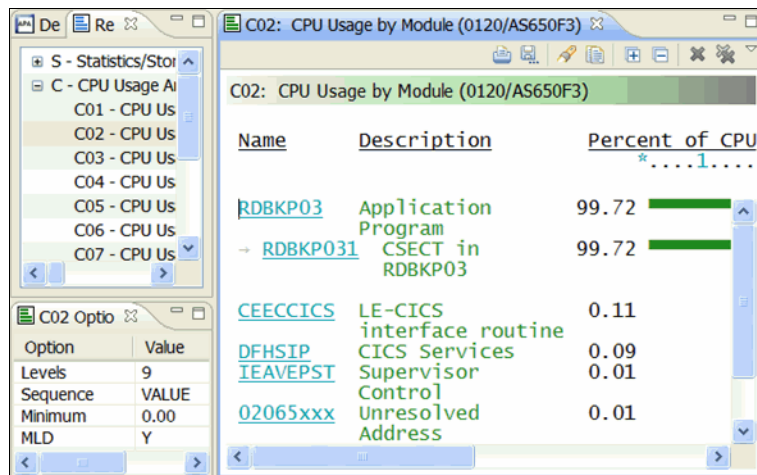 De Re
S - Statistics/Stor
C - CPU Usage A
C01 - CPU Us
C02 - CPU Us
C03 - CPU Us
C04 - CPU Us
C05 - CPU Us
C06 - CPU Us
C07 - CPU Us
C02 Optio
Option Value
Levels 9
Sequence VALUE
Minimum 0.00
MLD Y
C02: CPU Usage by Module (0120/AS650F3)
C02: CPU Usage by Module (0120/AS650F3)
Name Description Percent of CPU
*....1....
RDBKP03 Application 99.72
Program
→ RDBKP031 CSECT in 99.72
RDBKP03
CEECCICS LE-CICS 0.11
interface routine
DFHSIP CICS Services 0.09
IEAVEPST Supervisor 0.01
Control
02065xxx Unresolved 0.01
Address